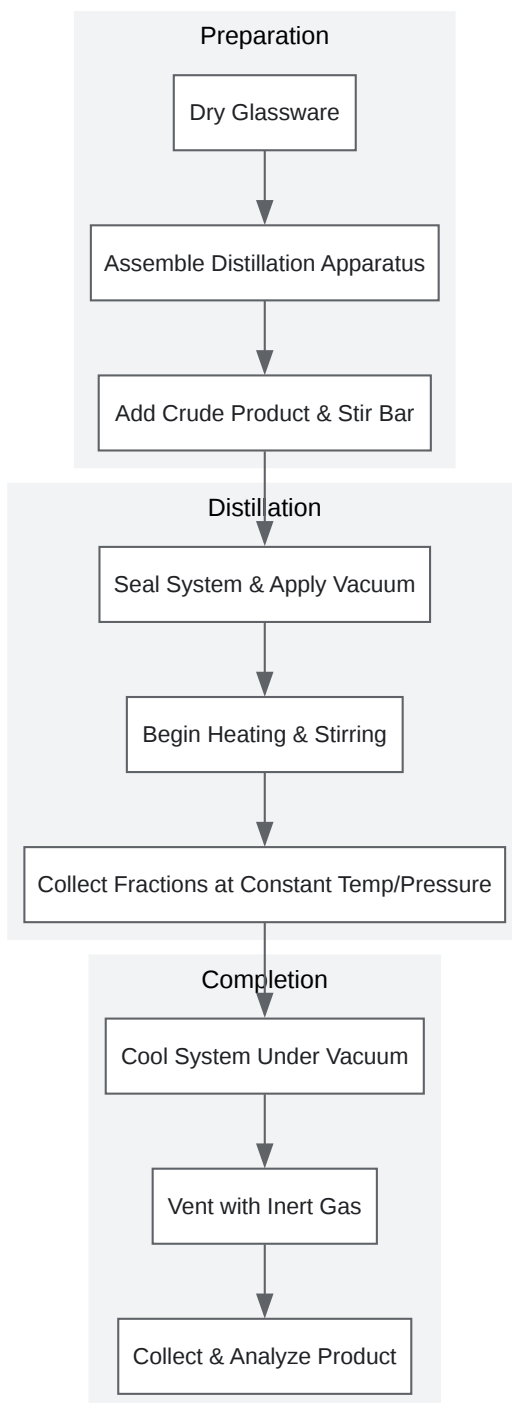 Preparation
Dry Glassware
Assemble Distillation Apparatus
Add Crude Product & Stir Bar
Distillation
Seal System & Apply Vacuum
Begin Heating & Stirring
Collect Fractions at Constant Temp/Pressure
Completion
Cool System Under Vacuum
Vent with Inert Gas
Collect & Analyze Product